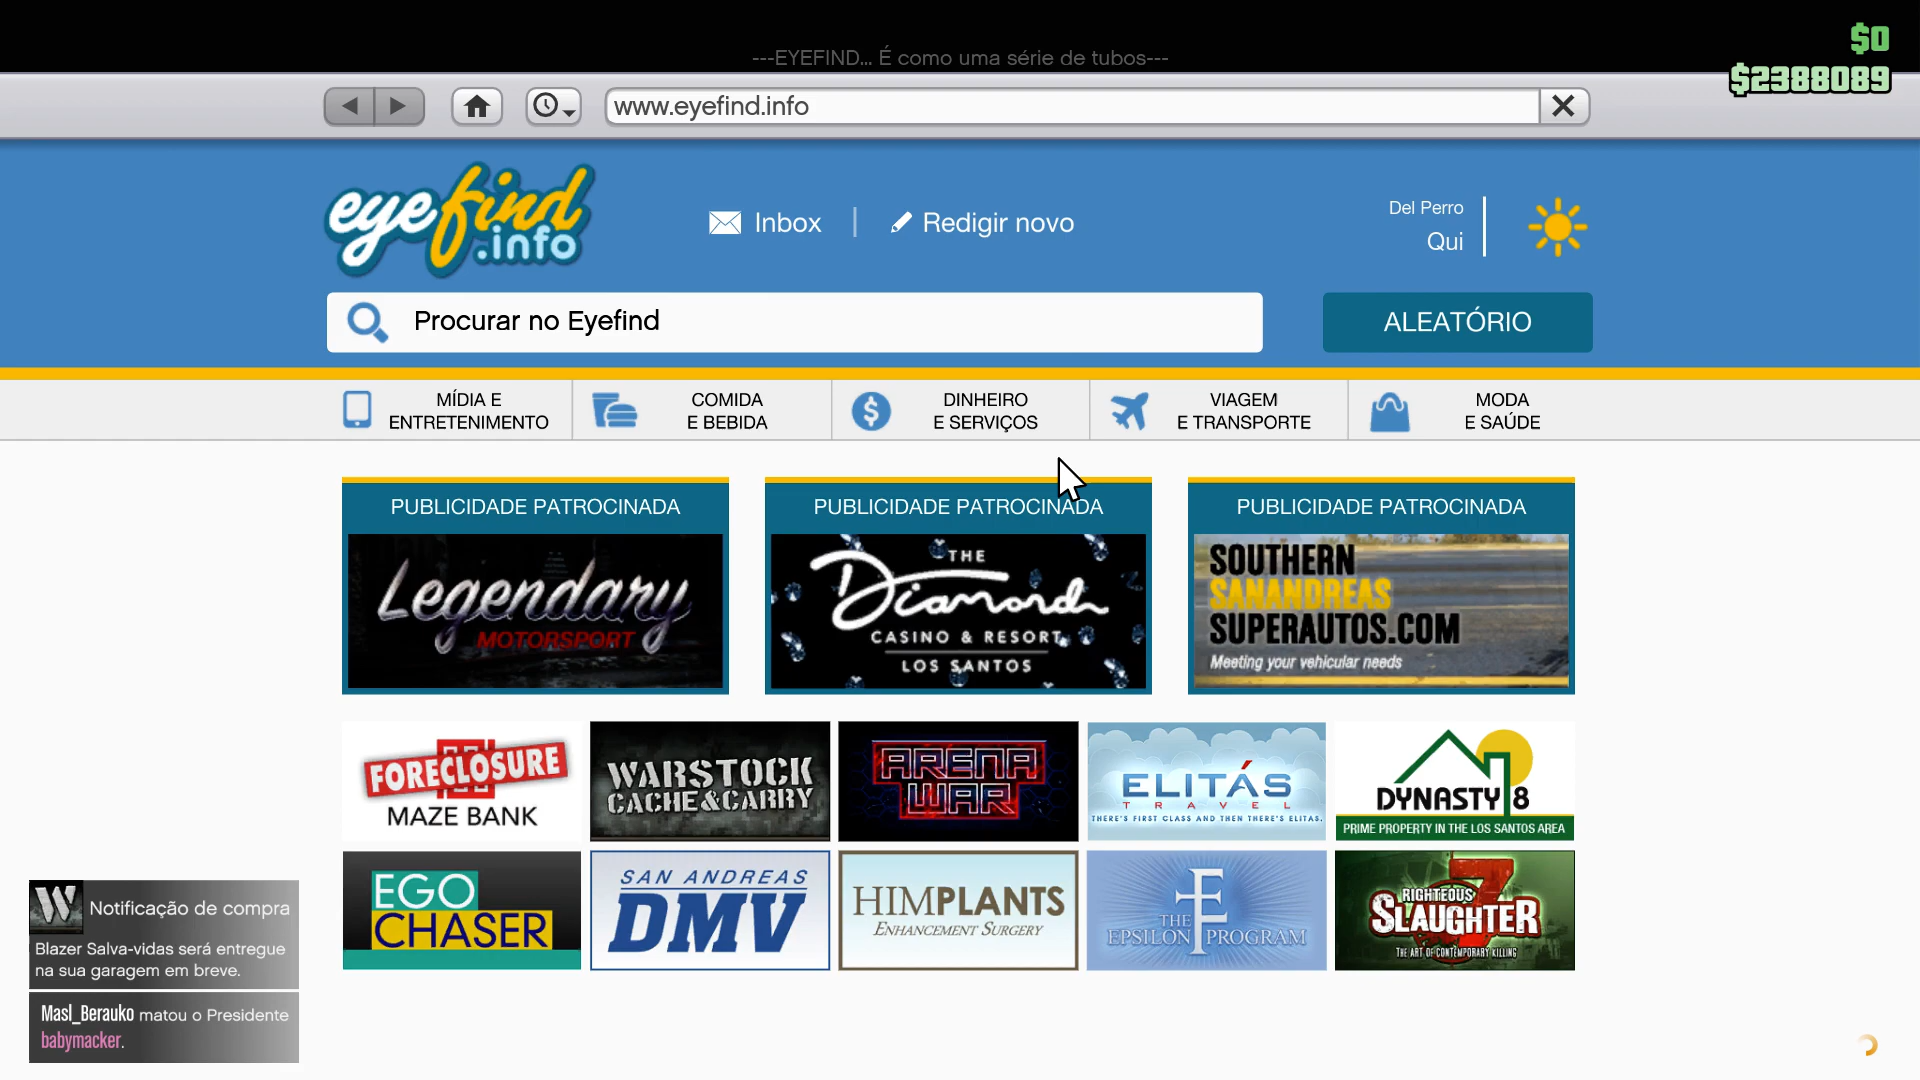 ---EYEFIND... É como uma série de tubos---
$0
$2388089
www.eyefind.info
eyefind
.info
Inbox
Redigir novo
Del Perro
Qui
Procurar no Eyefind
ALEATÓRIO
MÍDIA E
ENTRETENIMENTO
COMIDA
E BEBIDA
DINHEIRO
E SERVIÇOS
VIAGEM
E TRANSPORTE
MODA
E SAÚDE
PUBLICIDADE PATROCINADA
Legendary
MOTORSPORT
PUBLICIDADE PATROCINADA
THE
Diamond
CASINO & RESORT
LOS SANTOS
PUBLICIDADE PATROCINADA
SOUTHERN
SANANDREAS
SUPERAUTOS.COM
Meeting your vehicular needs
FORECLOSURE
MAZE BANK
WARSTOCK
CACHE&CARRY
ARENA
WAR
ELITÁS
TRAVEL
THERE'S FIRST CLASS AND THEN THERE'S ELITAS.
DYNASTY 8
PRIME PROPERTY IN THE LOS SANTOS AREA
EGO
CHASER
SAN ANDREAS
DMV
HIMPLANTS
ENHANCEMENT SURGERY
THE
EPSILON PROGRAM
RIGHTEOUS
SLAUGHTER
7
THE ART OF CONTEMPORARY KILLING
W
Notificação de compra
Blazer Salva-vidas será entregue
na sua garagem em breve.
Masl_Berauko matou o Presidente
babymacker.